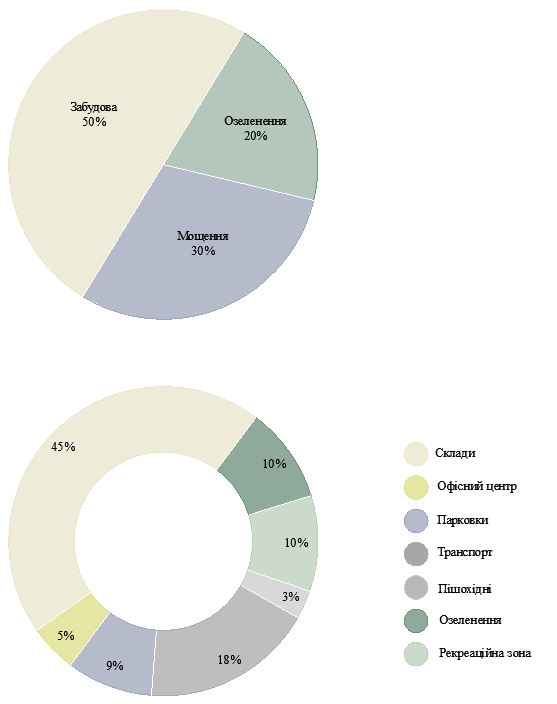 Забудова
50%
Озеленення
20%
Мощення
30%
45%
10%
10%
3%
18%
9%
5%
Склади
Офісний центр
Парковки
Транспорт
Пішохідні
Озеленення
Рекреаційна зона